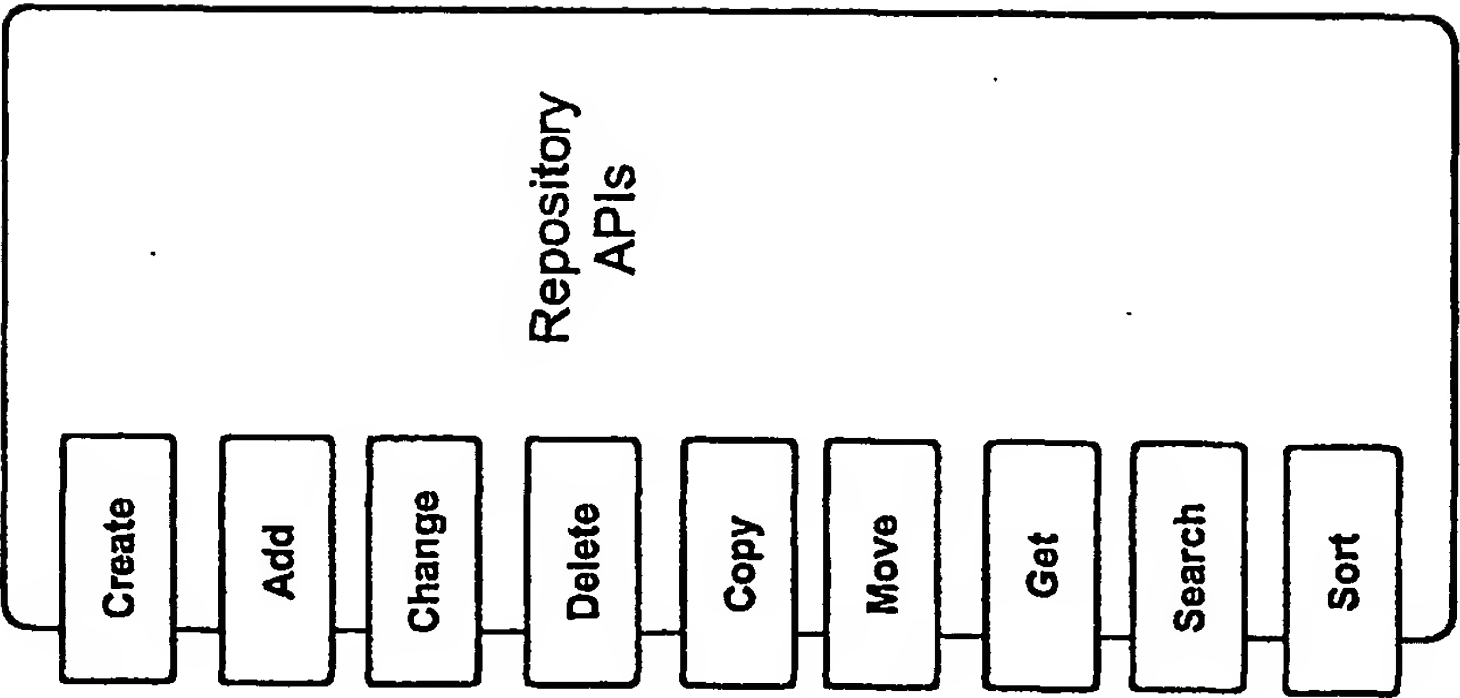 Repository
APIs
Create
Add
Change
Delete
Copy
Move
Get
Search
Sort